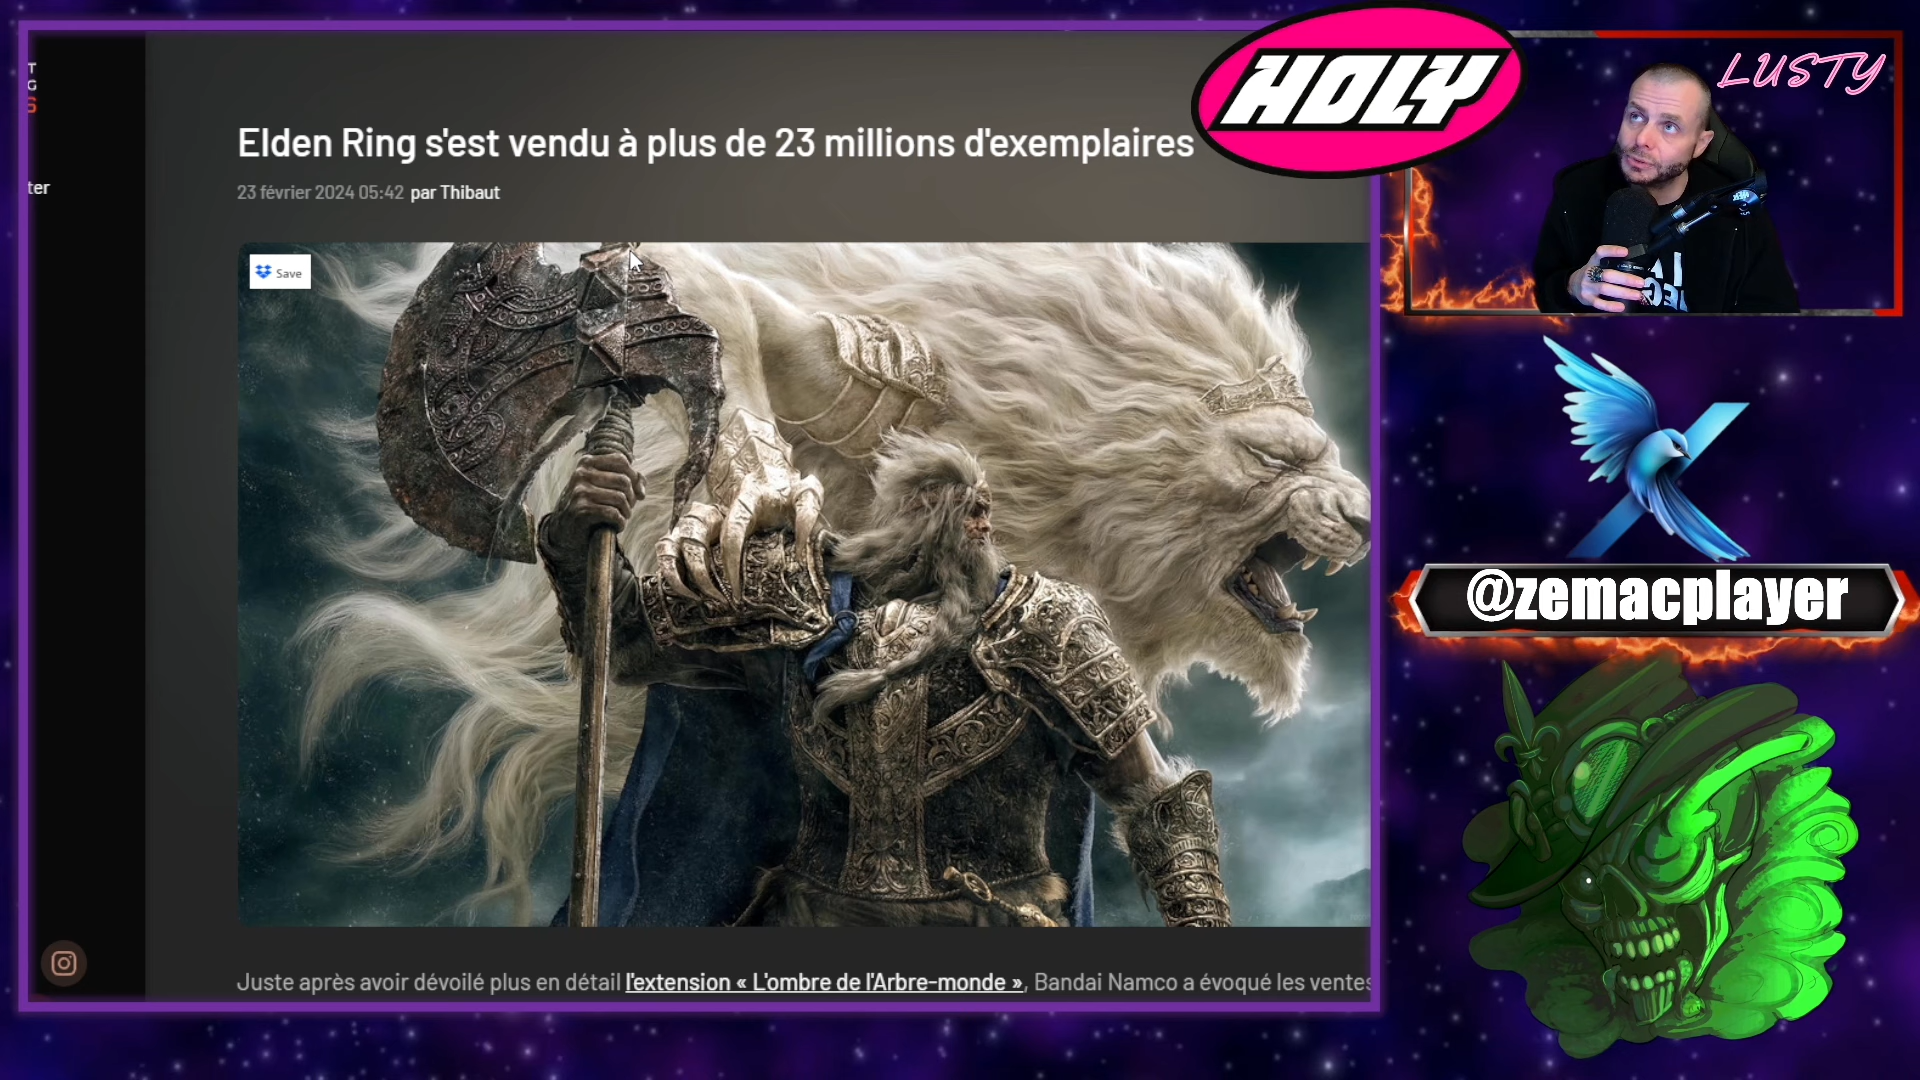 T
G
S
ter
Elden Ring s'est vendu à plus de 23 millions d'exemplaires
23 février 2024 05:42 par Thibaut
Save
Juste après avoir dévoilé plus en détail l'extension « L'ombre de l'Arbre-monde », Bandai Namco a évoqué les ventes
HOLY
LUSTY
@zemacplayer